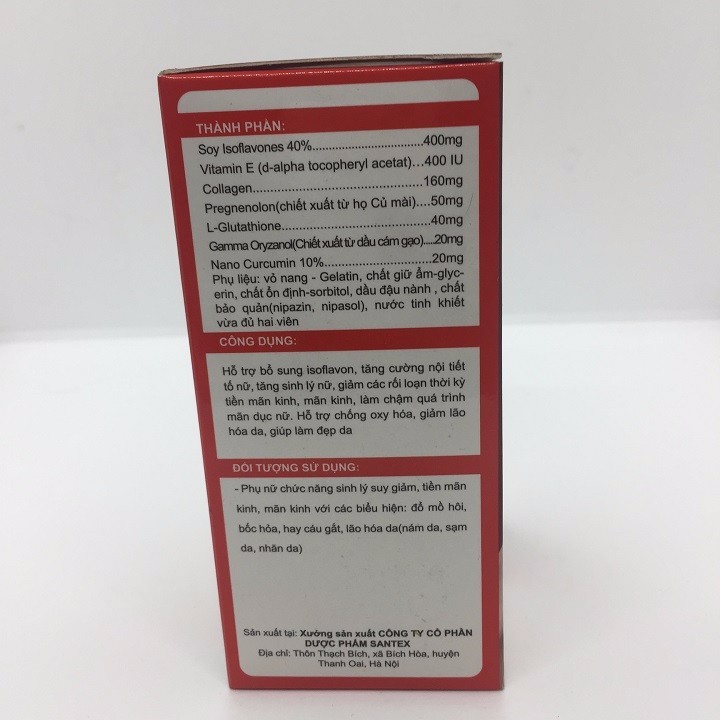 THÀNH PHẦN:
Soy Isoflavones 40%..................................400mg
Vitamin E (d-alpha tocopheryl acetat)...400 IU
Collagen............................................160mg
Pregnenolon(chiết xuất từ họ Củ mài)....50mg
L-Glutathione.......................................40mg
Gamma Oryzanol(Chiết xuất từ dầu cám gạo).....20mg
Nano Curcumin 10%............................20mg
Phụ liệu: vỏ nang - Gelatin, chất giữ ẩm-glyc-
erin, chất ổn định-sorbitol, dầu đậu nành , chất
bảo quản(nipazin, nipasol), nước tinh khiết
vừa đủ hai viên
CÔNG DỤNG:
Hỗ trợ bổ sung isoflavon, tăng cường nội tiết
tố nữ, tăng sinh lý nữ, giảm các rối loạn thời kỳ
tiền mãn kinh, mãn kinh, làm chậm quá trình
mãn dục nữ. Hỗ trợ chống oxy hóa, giảm lão
hóa da, giúp làm đẹp da
ĐỐI TƯỢNG SỬ DỤNG:
- Phụ nữ chức năng sinh lý suy giảm, tiền mãn
kinh, mãn kinh với các biểu hiện: đổ mồ hôi,
bốc hỏa, hay cáu gắt, lão hóa da(nám da, sạm
da, nhăn da)
Sản xuất tại: Xưởng sản xuất CÔNG TY CỔ PHẦN
DƯỢC PHẨM SANTEX
Địa chỉ: Thôn Thạch Bích, xã Bích Hòa, huyện
Thanh Oai, Hà Nội